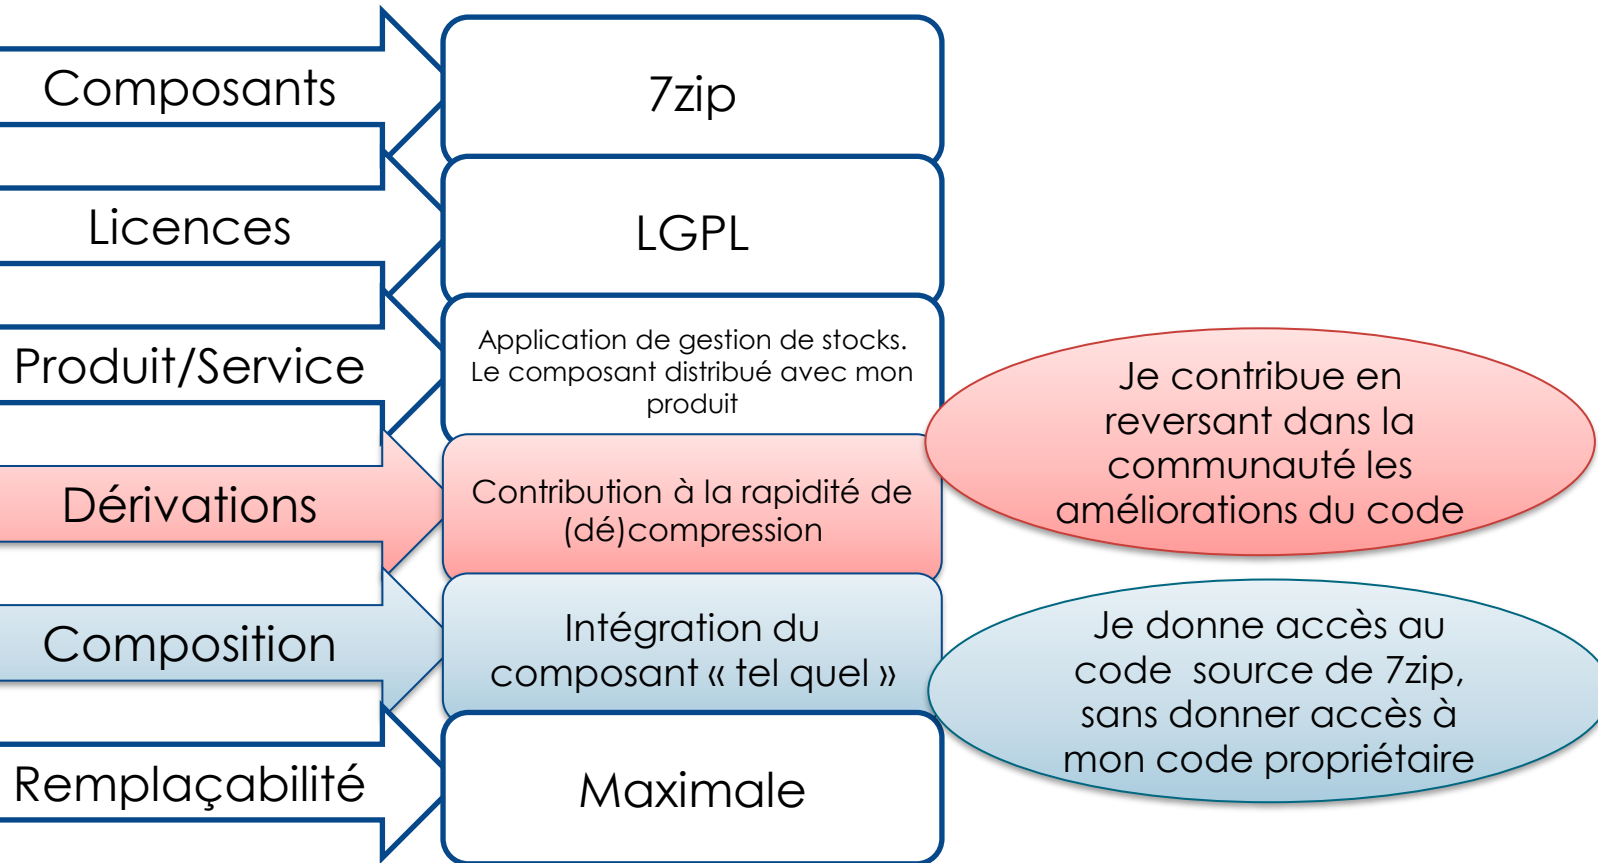 Composants
7zip
Licences
LGPL
Produit/Service
Application de gestion de stocks.
Le composant distribué avec mon
produit
Dérivations
Contribution à la rapidité de
(dé)compression
Je contribue en
reversant dans la
communauté les
améliorations du code
Composition
Intégration du
composant « tel quel »
Je donne accès au
code source de 7zip,
sans donner accès à
mon code propriétaire
Remplaçabilité
Maximale